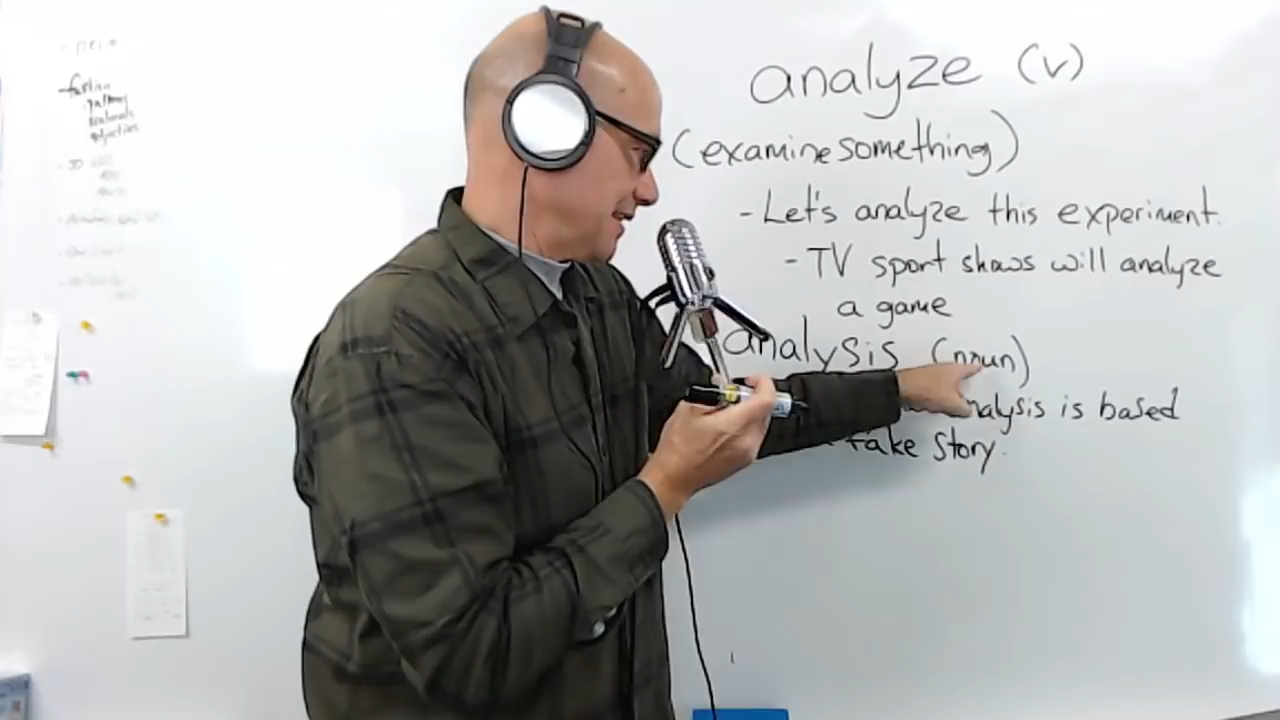 analyze (v)
(examine something)
- Let's analyze this experiment.
- TV sport shows will analyze
a game
analysis (noun)
analysis is based
fake story.